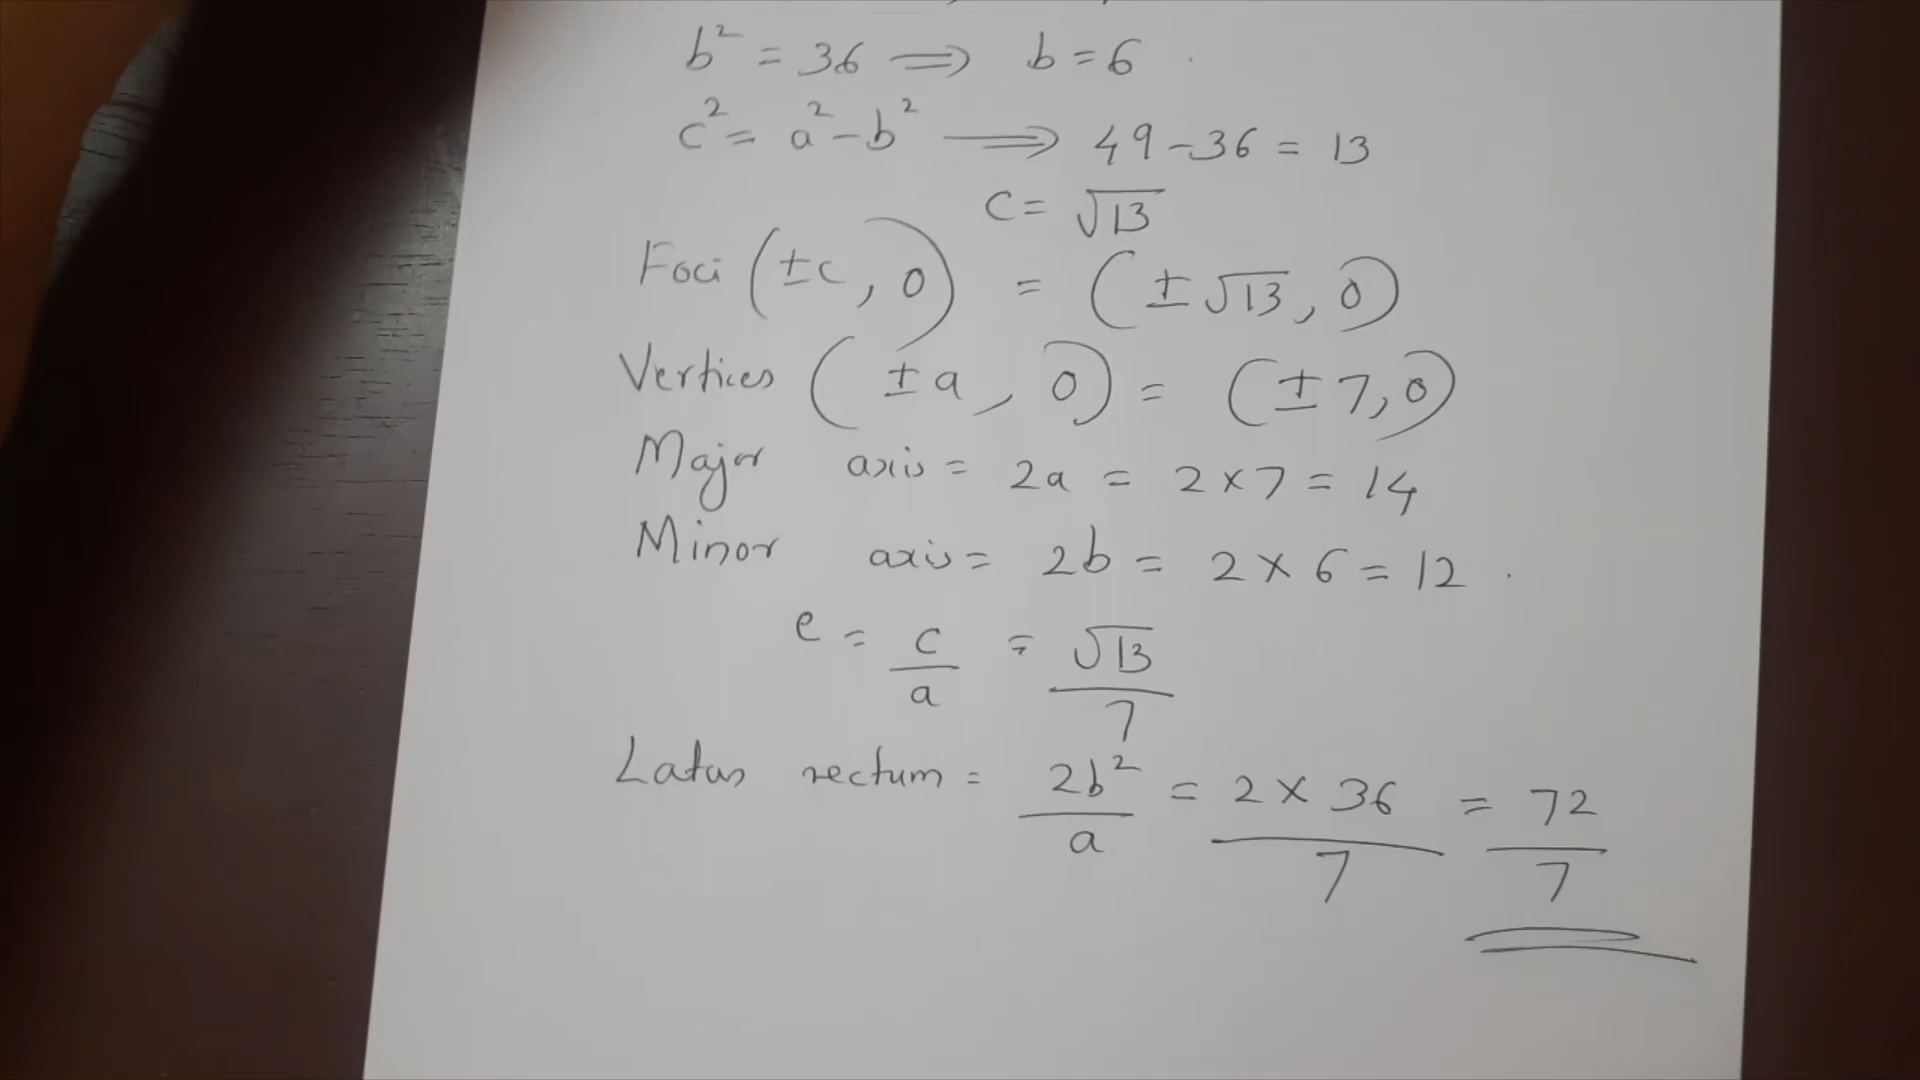 b² = 36 ⟹ b = 6.
c² = a² - b² ⟹ 49 - 36 = 13
c = √13
Foci (±c, 0) = (±√13, 0)
Vertices (±a, 0) = (±7, 0)
Major axis = 2a = 2 × 7 = 14
Minor axis = 2b = 2 × 6 = 12.
e = c/a = √13/7
Latus rectum = 2b²/a = 2 × 36/7 = 72/7